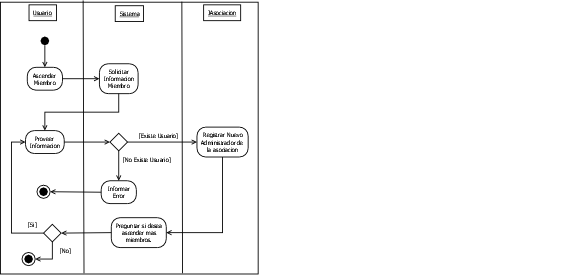 Usuario
Sistema
IAsociacion
Ascender
Miembro
Solicitar
Informacion
Miembro
Proveer
Informacion
[Existe Usuario]
Registrar Nuevo
Administrador de
la asociacion
[No Existe Usuario]
Informar
Error
[Si]
Preguntar si desea
ascender mas
miembros.
[No]